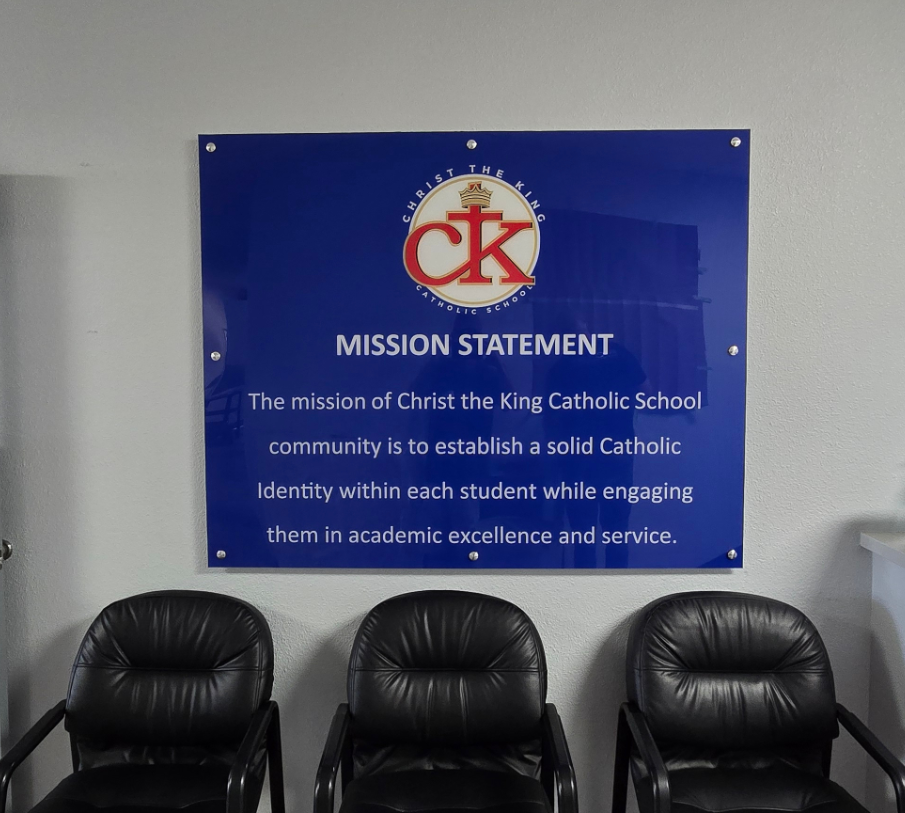 CHRIST THE KING
CTK
CATHOLIC SCHOOL
MISSION STATEMENT
The mission of Christ the King Catholic School
community is to establish a solid Catholic
Identity within each student while engaging
them in academic excellence and service.